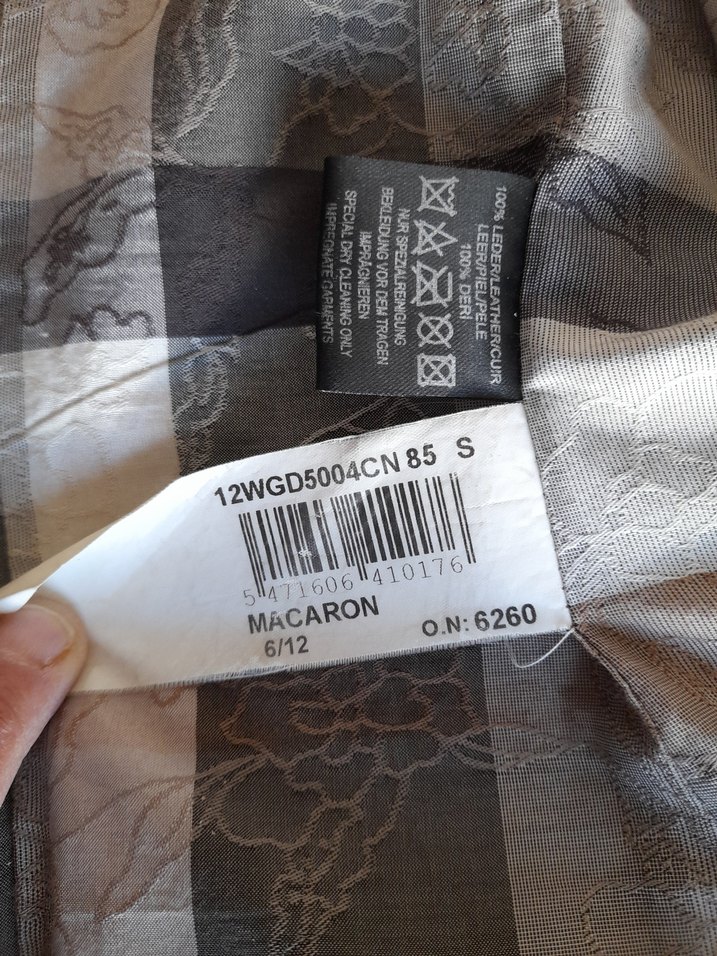 100% LEDER/LEATHER/CUIR
LEER/PIEL/PELE
100% DERİ
NUR SPEZIALREINIGUNG
BEKLEIDUNG VOR DEM TRAGEN
IMPRÄGNIEREN
SPECIAL DRY CLEANING ONLY
IMPREGNATE GARMENTS
12WGD5004CN 85 S
5 471606 410176
MACARON
6/12
O.N: 6260